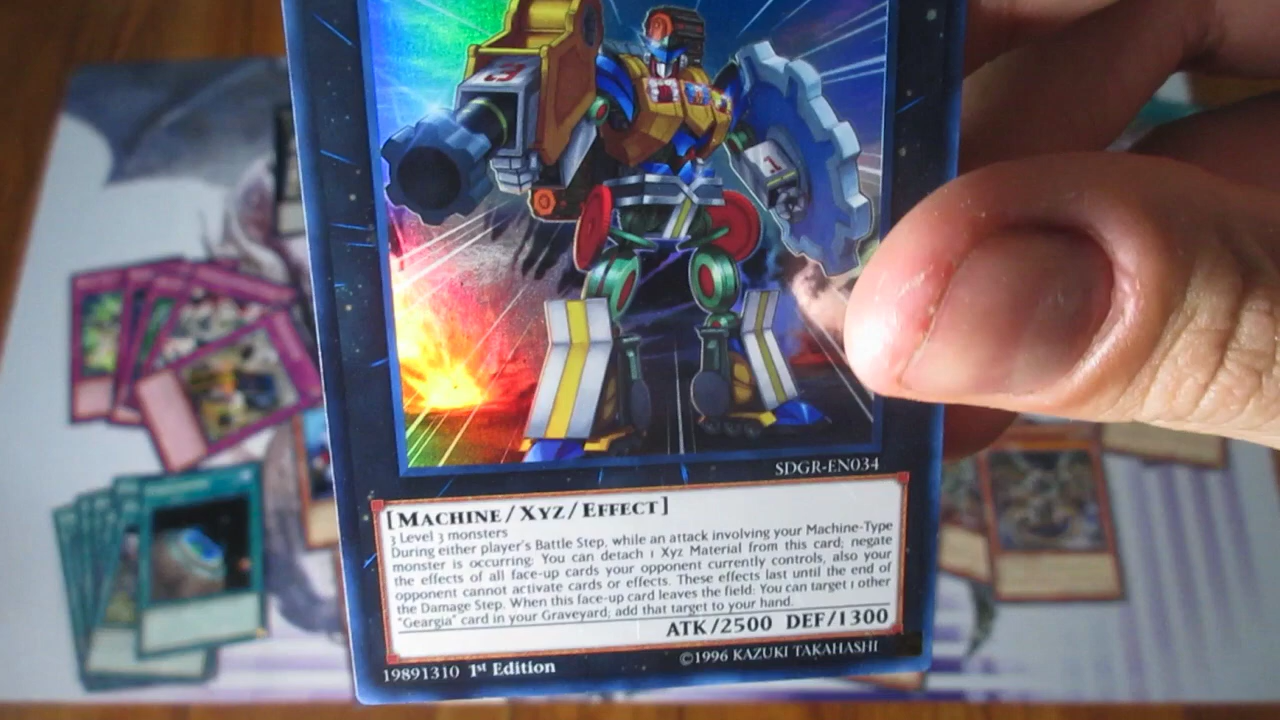 3
1
SDGR-EN034
[MACHINE/XYZ/EFFECT]
3 Level 3 monsters
During either player's Battle Step, while an attack involving your Machine-Type
monster is occurring: You can detach 1 Xyz Material from this card; negate
the effects of all face-up cards your opponent currently controls, also your
opponent cannot activate cards or effects. These effects last until the end of
the Damage Step. When this face-up card leaves the field: You can target 1 other
"Geargia" card in your Graveyard; add that target to your hand.
ATK/2500 DEF/1300
19891310 1st Edition
©1996 KAZUKI TAKAHASHI